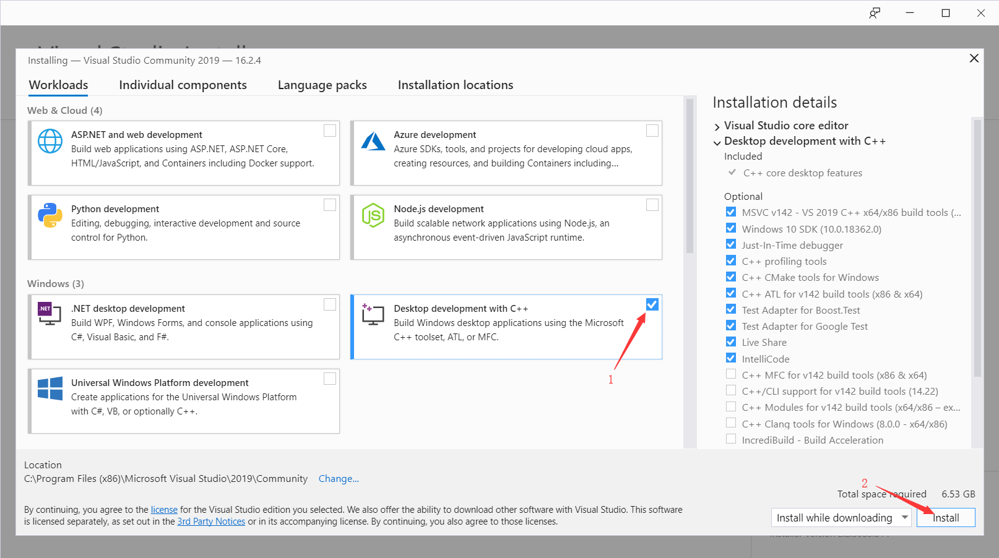 Installing — Visual Studio Community 2019 — 16.2.4
Workloads
Individual components
Language packs
Installation locations
Web & Cloud (4)
ASP.NET and web development
Build web applications using ASP.NET, ASP.NET Core,
HTML/JavaScript, and Containers including Docker support.
Azure development
Azure SDKs, tools, and projects for developing cloud apps,
creating resources, and building Containers including...
Python development
Editing, debugging, interactive development and source
control for Python.
JS
Node.js development
Build scalable network applications using Node.js, an
asynchronous event-driven JavaScript runtime.
Windows (3)
.NET
.NET desktop development
Build WPF, Windows Forms, and console applications using
C#, Visual Basic, and F#.
Desktop development with C++
Build Windows desktop applications using the Microsoft
C++ toolset, ATL, or MFC.
1
Universal Windows Platform development
Create applications for the Universal Windows Platform
with C#, VB, or optionally C++.
Installation details
Visual Studio core editor
Desktop development with C++
Included
C++ core desktop features
Optional
MSVC v142 - VS 2019 C++ x64/x86 build tools (...
Windows 10 SDK (10.0.18362.0)
Just-In-Time debugger
C++ profiling tools
C++ CMake tools for Windows
C++ ATL for v142 build tools (x86 & x64)
Test Adapter for Boost.Test
Test Adapter for Google Test
Live Share
IntelliCode
C++ MFC for v142 build tools (x86 & x64)
C++/CLI support for v142 build tools (14.22)
C++ Modules for v142 build tools (x64/x86 – ex...
C++ Clang tools for Windows (8.0.0 - x64/x86)
IncrediBuild - Build Acceleration
Location
C:\Program Files (x86)\Microsoft Visual Studio\2019\Community Change...
2
Total space required 6.53 GB
By continuing, you agree to the license for the Visual Studio edition you selected. We also offer the ability to download other software with Visual Studio. This software
is licensed separately, as set out in the 3rd Party Notices or in its accompanying license. By continuing, you also agree to those licenses.
Install while downloading
Install